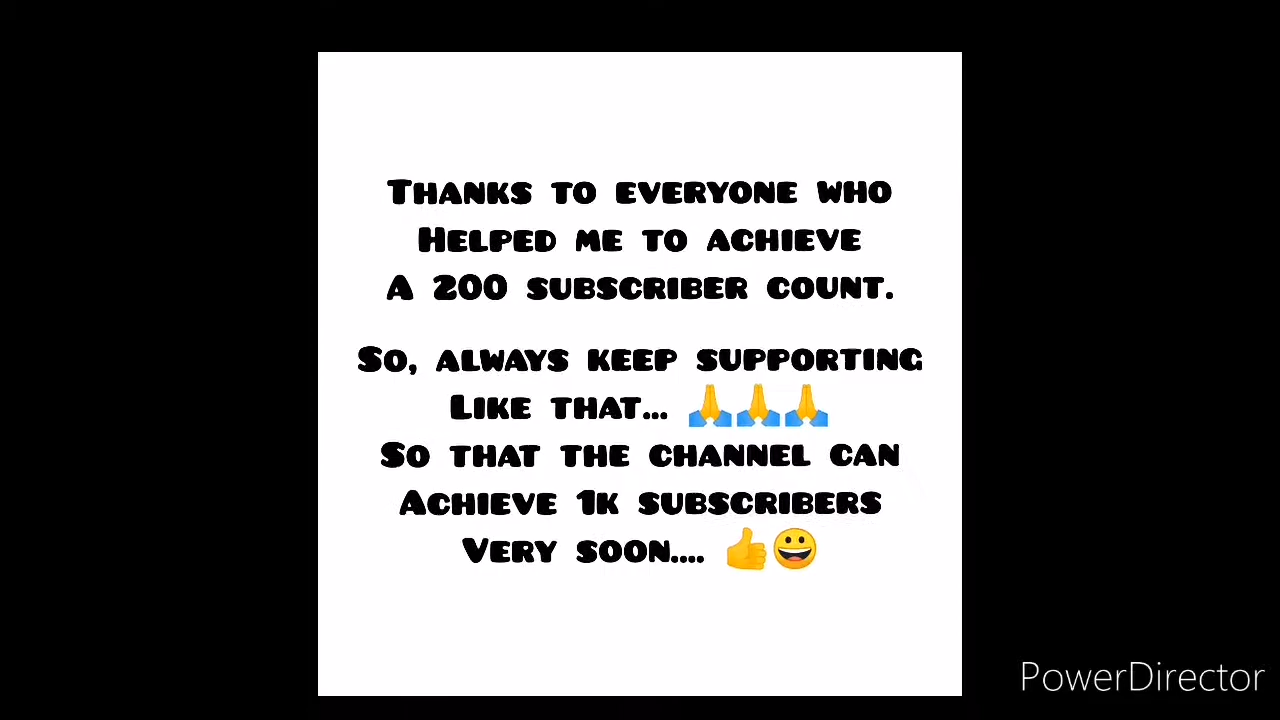 Thanks to everyone who
Helped me to achieve
A 200 subscriber count.
So, always keep supporting
Like that... 🙏🙏🙏
So that the channel can
Achieve 1k subscribers
Very soon.... 👍😀
PowerDirector